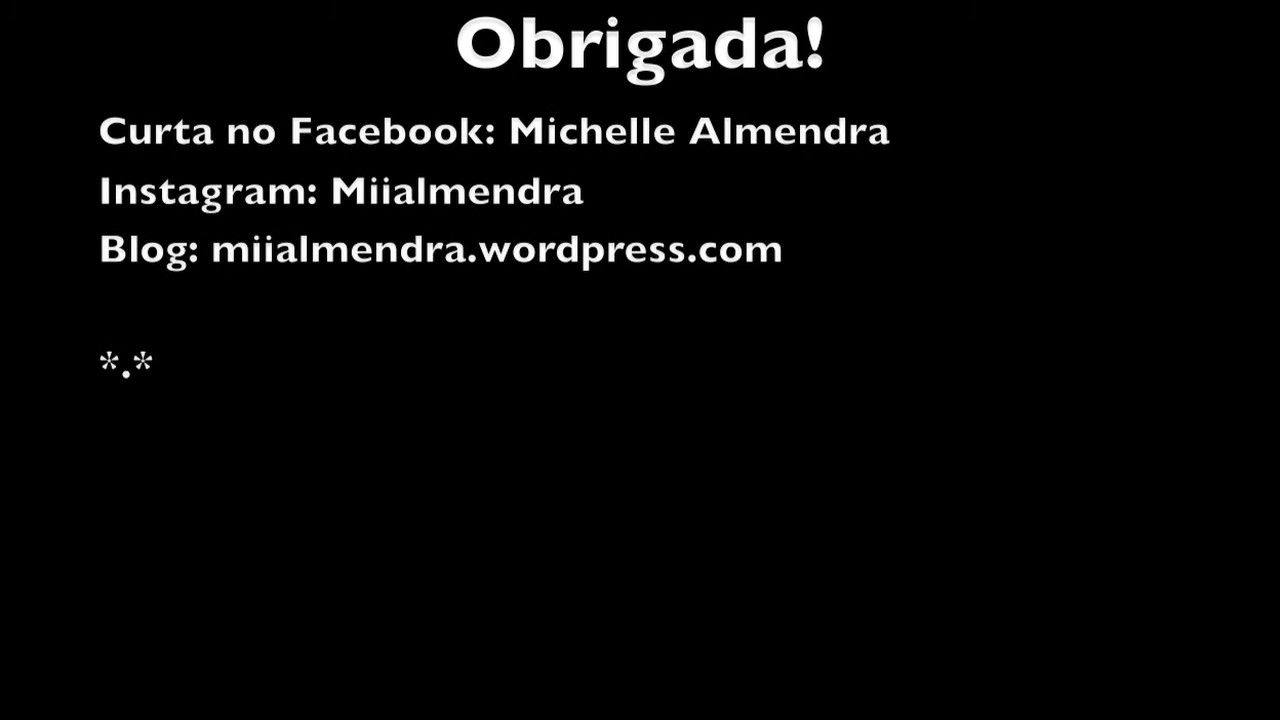 Obrigada!
Curta no Facebook: Michelle Almendra
Instagram: Miialmendra
Blog: miialmendra.wordpress.com
*.*